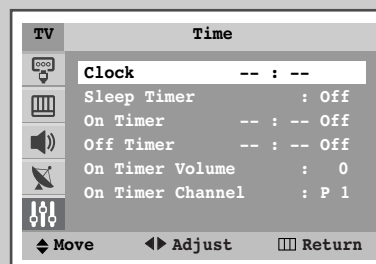 TV Time
Clock -- : --
Sleep Timer : Off
On Timer -- : -- Off
Off Timer -- : -- Off
On Timer Volume : 0
On Timer Channel : P 1
Move Adjust Return